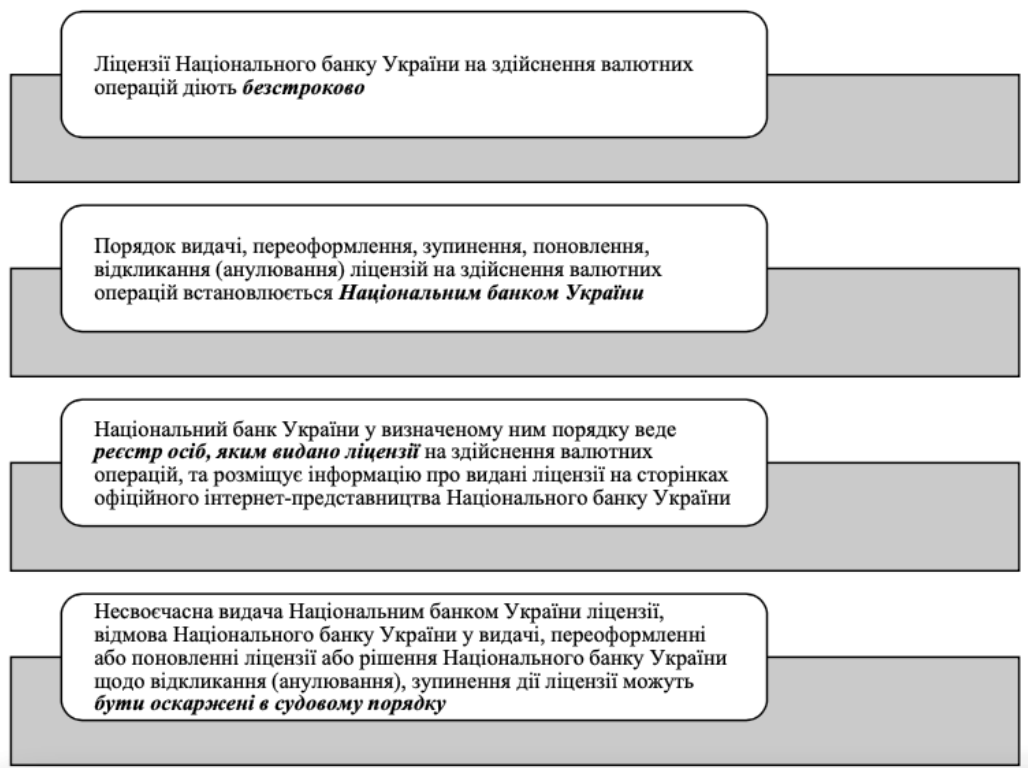 Ліцензії Національного банку України на здійснення валютних
операцій діють безстроково
Порядок видачі, переоформлення, зупинення, поновлення,
відкликання (анулювання) ліцензій на здійснення валютних
операцій встановлюється Національним банком України
Національний банк України у визначеному ним порядку веде
реєстр осіб, яким видано ліцензії на здійснення валютних
операцій, та розміщує інформацію про видані ліцензії на сторінках
офіційного інтернет-представництва Національного банку України
Несвоєчасна видача Національним банком України ліцензії,
відмова Національного банку України у видачі, переоформленні
або поновленні ліцензії або рішення Національного банку України
щодо відкликання (анулювання), зупинення дії ліцензії можуть
бути оскаржені в судовому порядку